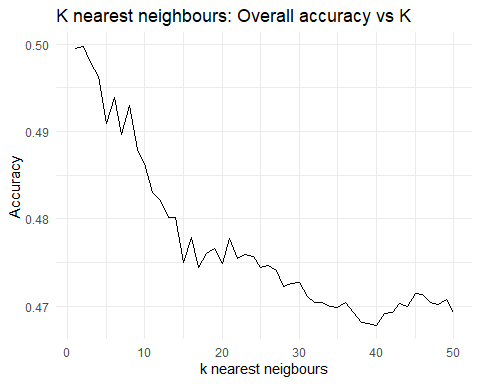 K nearest neighbours: Overall accuracy vs K
0.50
0.49
0.48
0.47
Accuracy
0 10 20 30 40 50
k nearest neigbours